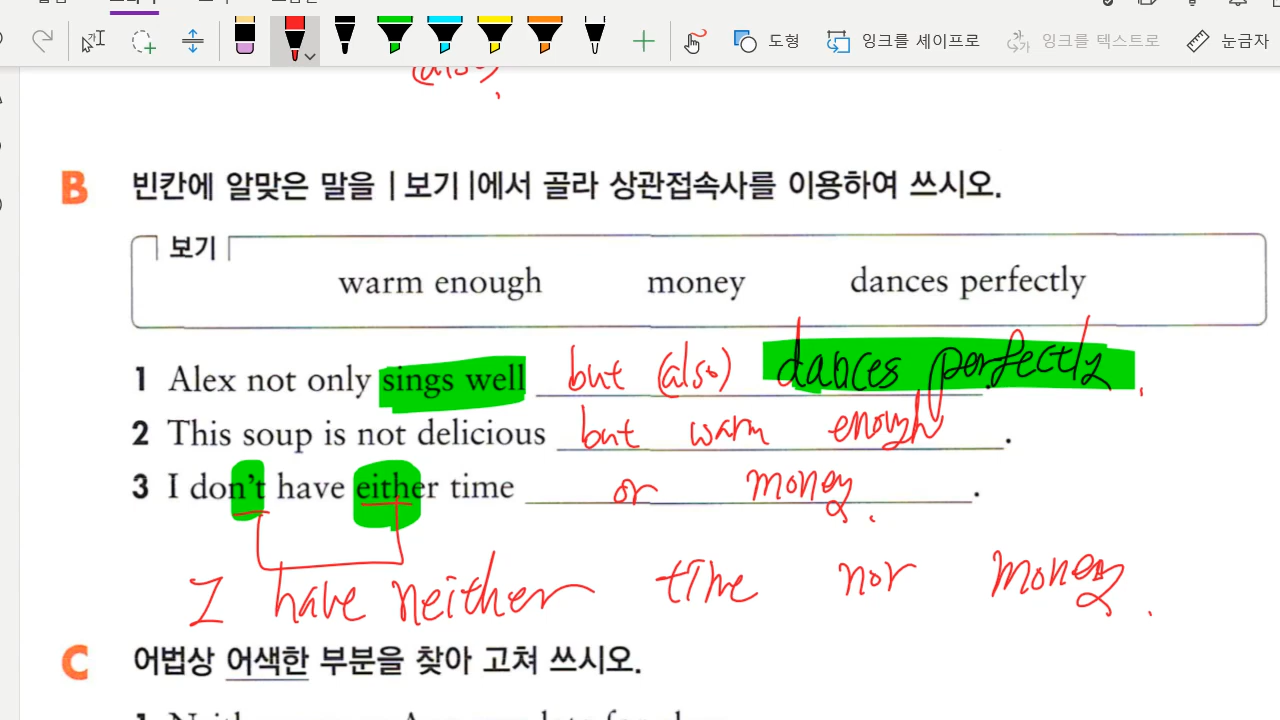 도형 잉크를 셰이프로 잉크를 텍스트로 눈금자
(also)
B 빈칸에 알맞은 말을 | 보기 |에서 골라 상관접속사를 이용하여 쓰시오.
보기
warm enough money dances perfectly
1 Alex not only sings well but (also) dances perfectly.
2 This soup is not delicious but warm enough.
3 I don't have either time or money.
I have neither time nor money.
C 어법상 어색한 부분을 찾아 고쳐 쓰시오.